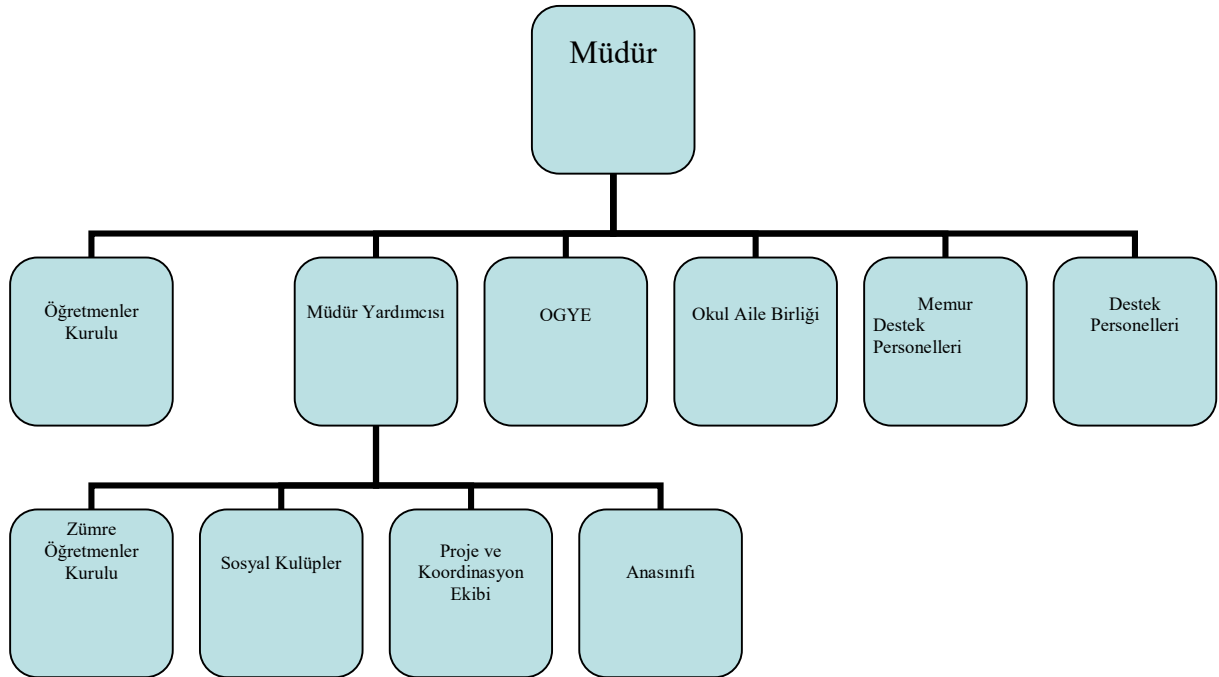 Müdür
Öğretmenler
Kurulu
Müdür Yardımcısı
OGYE
Okul Aile Birliği
Memur
Destek
Personelleri
Destek
Personelleri
Zümre
Öğretmenler
Kurulu
Sosyal Kulüpler
Proje ve
Koordinasyon
Ekibi
Anasınıfı